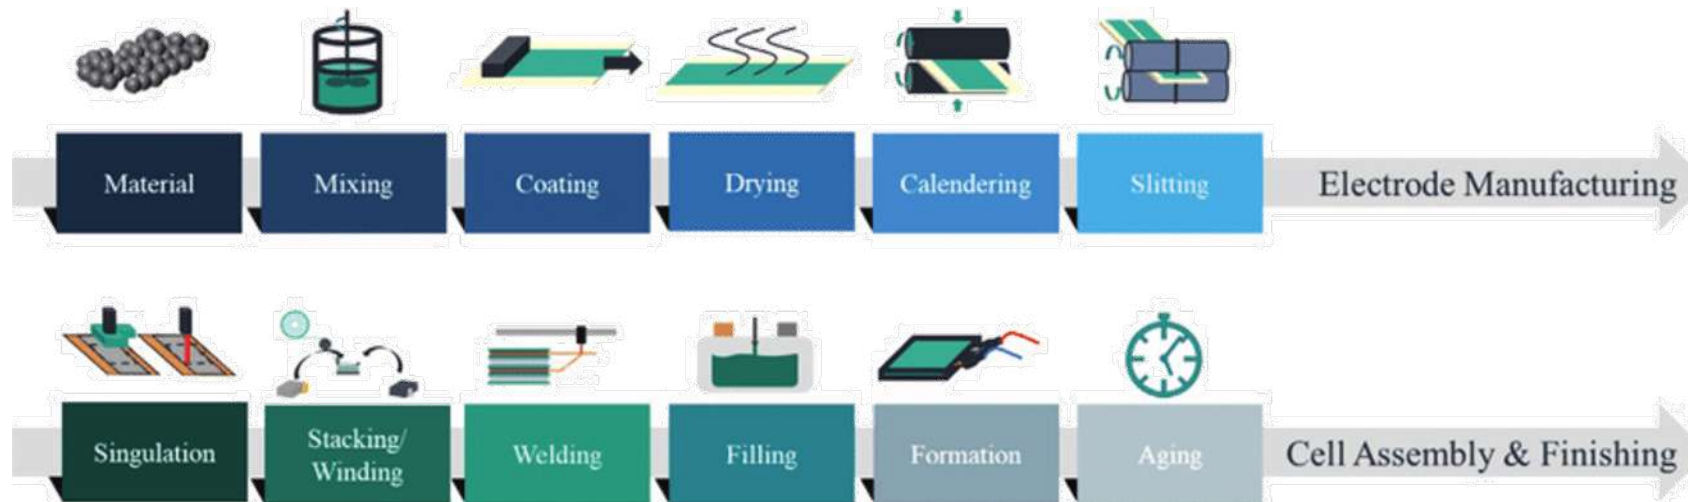 Material
Mixing
Coating
Drying
Calendering
Slitting
Electrode Manufacturing
Singulation
Stacking/
Winding
Welding
Filling
Formation
Aging
Cell Assembly & Finishing